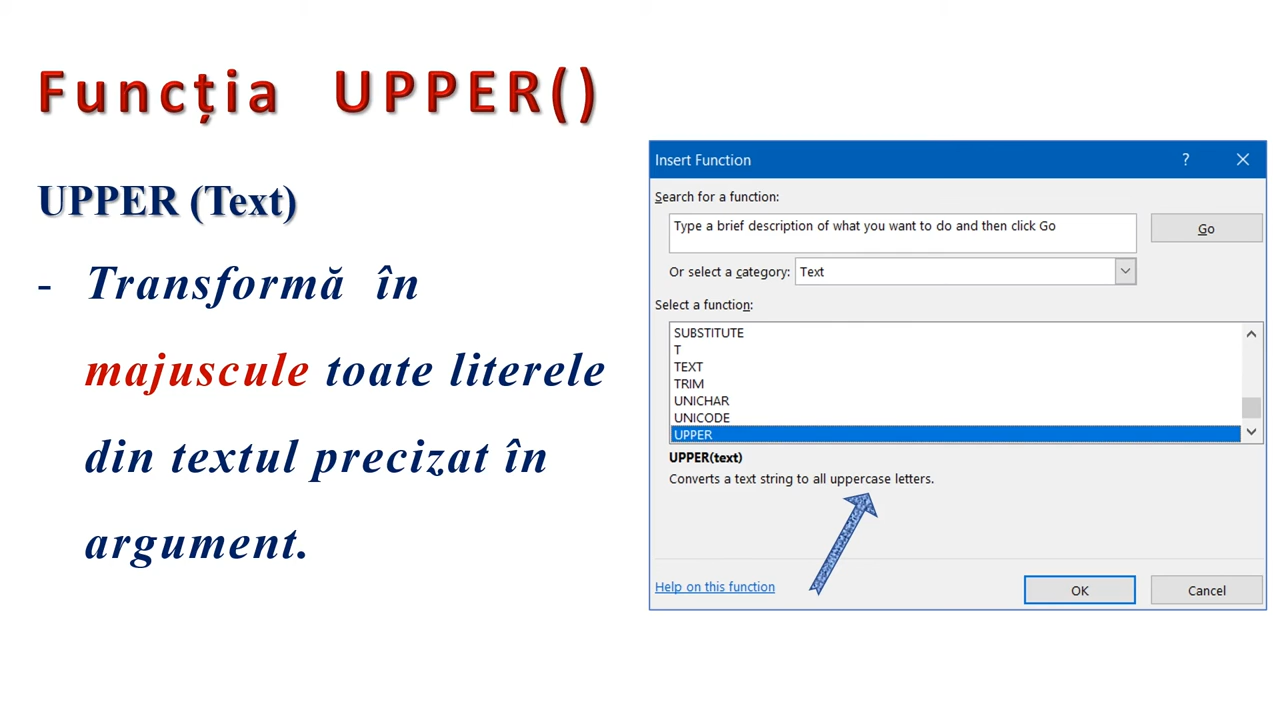 Funcția UPPER()
UPPER (Text)
- Transformă în
majuscule toate literele
din textul precizat în
argument.
Insert Function
?
Search for a function:
Type a brief description of what you want to do and then click Go
Go
Or select a category: Text
Select a function:
SUBSTITUTE
T
TEXT
TRIM
UNICHAR
UNICODE
UPPER
UPPER(text)
Converts a text string to all uppercase letters.
Help on this function
OK
Cancel